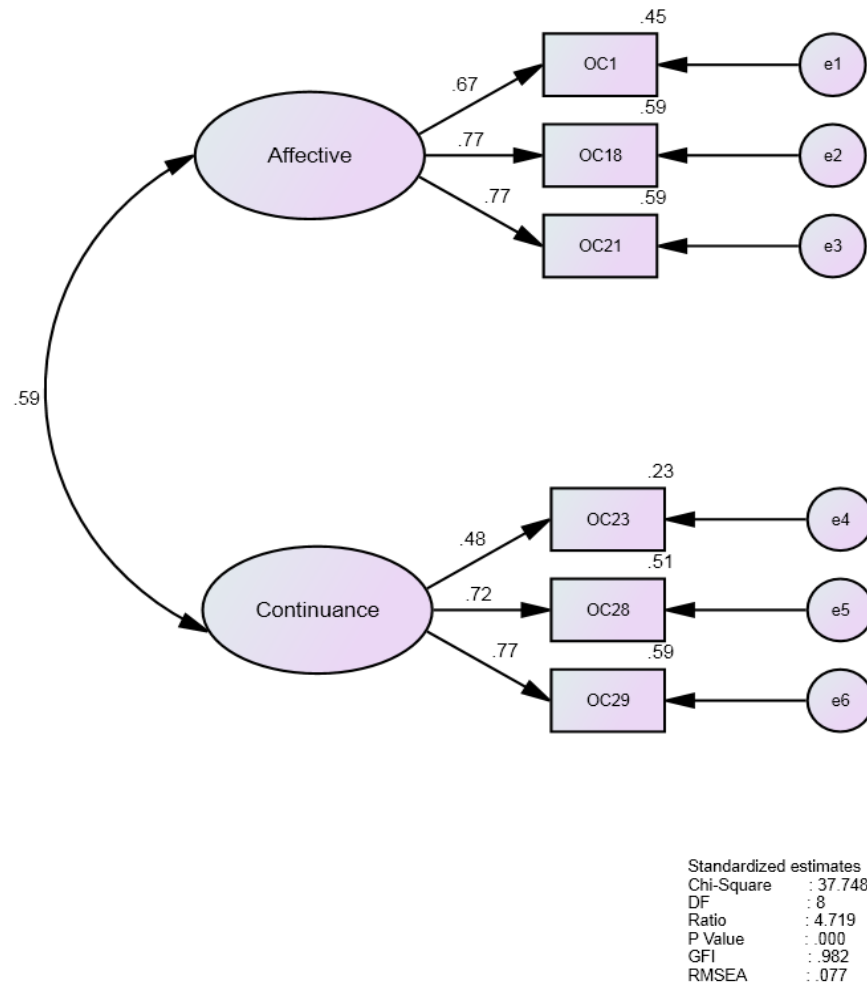 .45
OC1
e1
.67
.59
Affective
.77
OC18
e2
.59
.77
OC21
e3
.59
.23
OC23
e4
.48
.51
Continuance
.72
OC28
e5
.59
.77
OC29
e6
Standardized estimates
Chi-Square : 37.748
DF : 8
Ratio : 4.719
P Value : .000
GFI : .982
RMSEA : .077